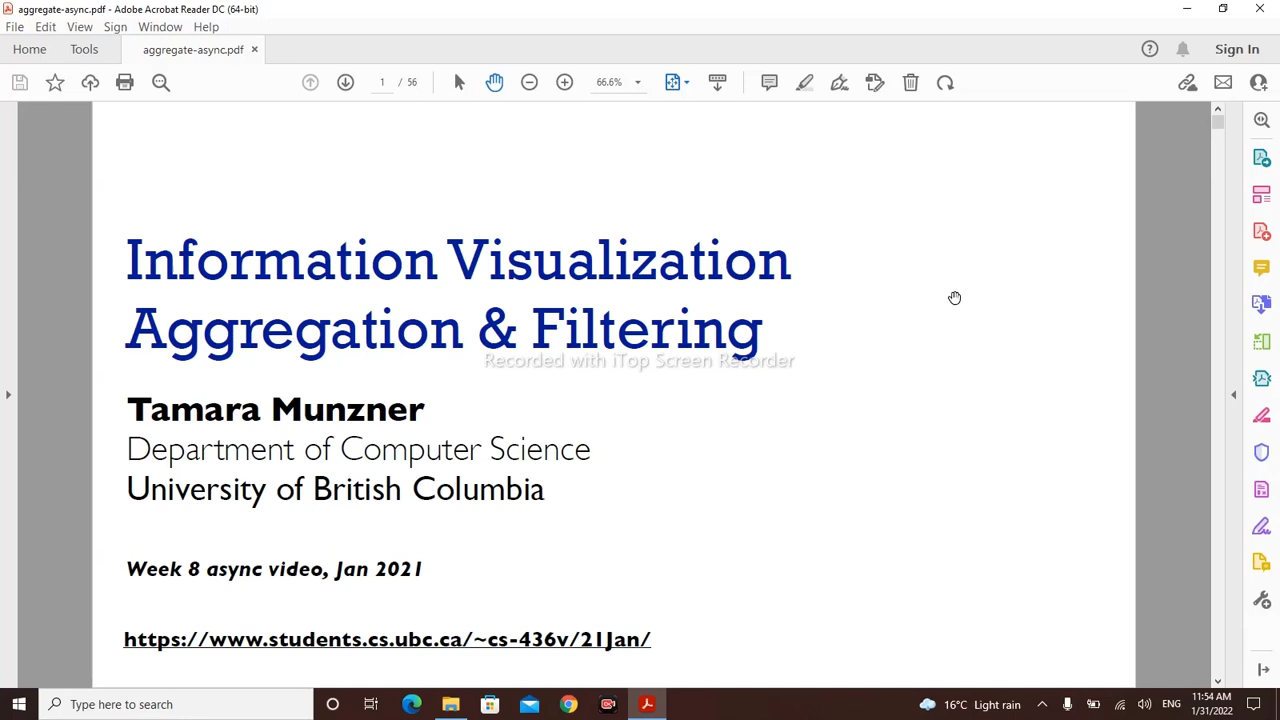 aggregate-async.pdf - Adobe Acrobat Reader DC (64-bit)
File Edit View Sign Window Help
Home Tools aggregate-async.pdf × Sign In
1 / 56 66.6%
Information Visualization
Aggregation & Filtering
Recorded with iTop Screen Recorder
Tamara Munzner
Department of Computer Science
University of British Columbia
Week 8 async video, Jan 2021
https://www.students.cs.ubc.ca/~cs-436v/21Jan/
Type here to search
16°C Light rain ENG
11:54 AM
1/31/2022